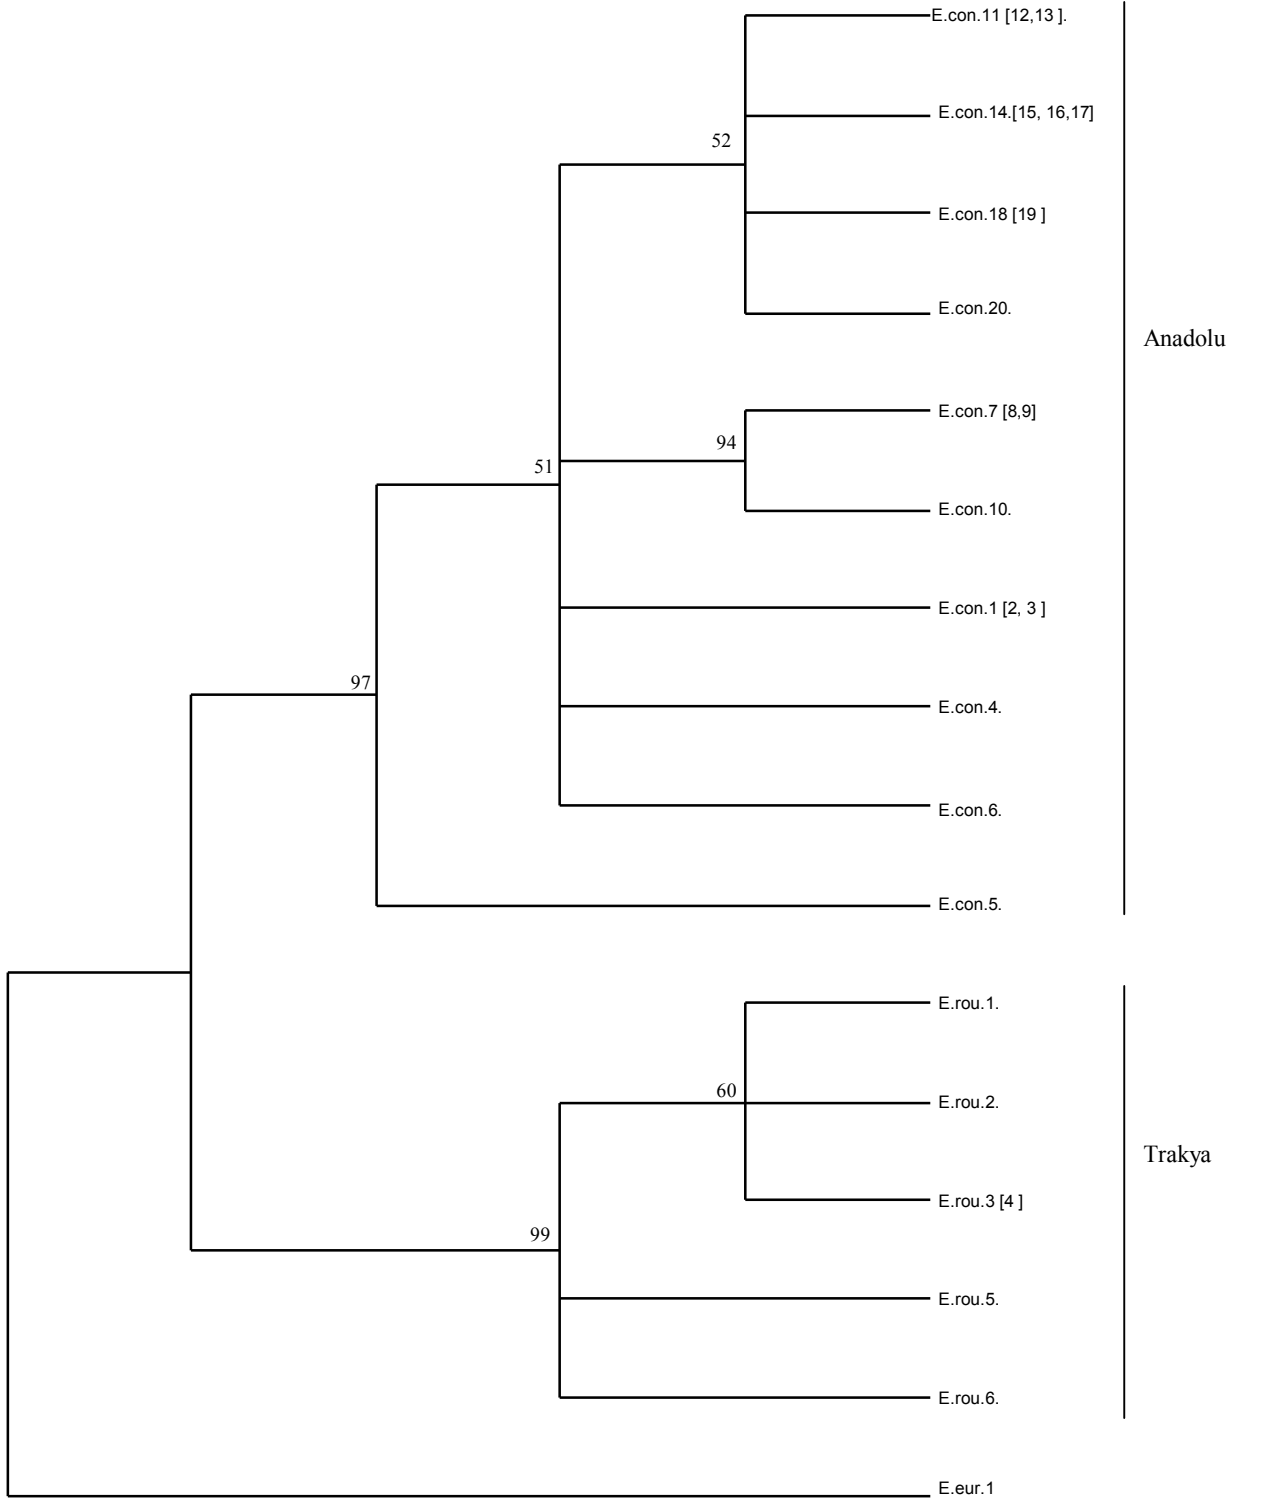 E.con.11 [12,13 ].
E.con.14.[15, 16,17]
52
E.con.18 [19 ]
E.con.20.
Anadolu
E.con.7 [8,9]
94
51
E.con.10.
E.con.1 [2, 3 ]
97
E.con.4.
E.con.6.
E.con.5.
E.rou.1.
60
E.rou.2.
Trakya
E.rou.3 [4 ]
99
E.rou.5.
E.rou.6.
E.eur.1